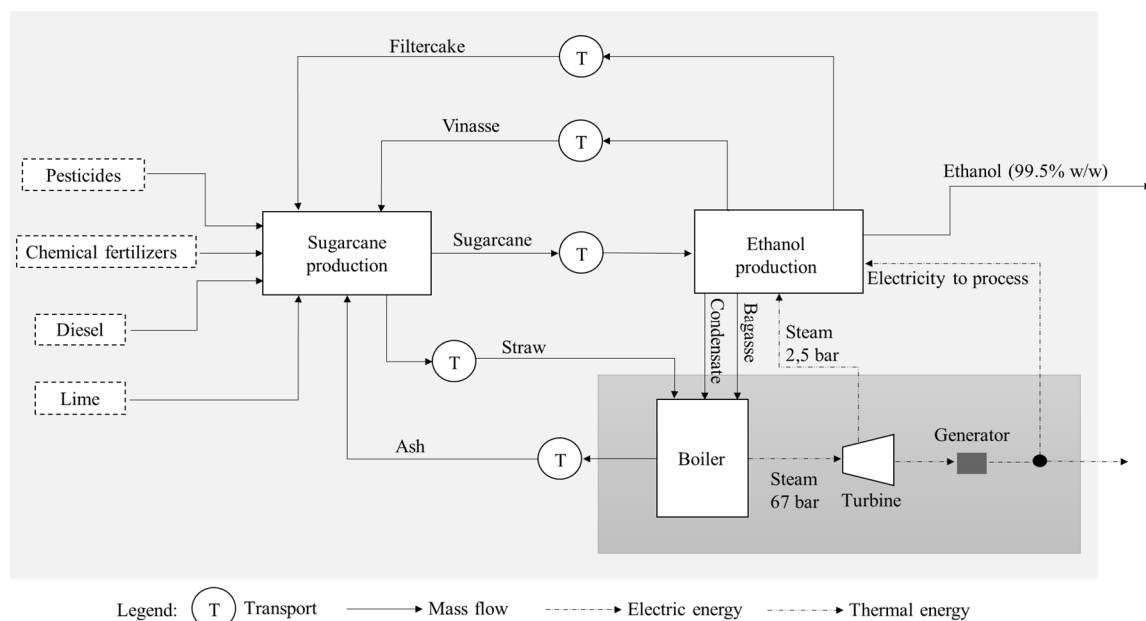 Filtercake
T
Vinasse
T
Pesticides
Ethanol (99.5% w/w)
Sugarcane
production
Sugarcane
T
Ethanol
production
Chemical fertilizers
Electricity to process
Diesel
Condensate
Bagasse
Steam
2,5 bar
T
Straw
Lime
Ash
T
Boiler
Steam
67 bar
Turbine
Generator
Legend:
T
Transport
Mass flow
Electric energy
Thermal energy